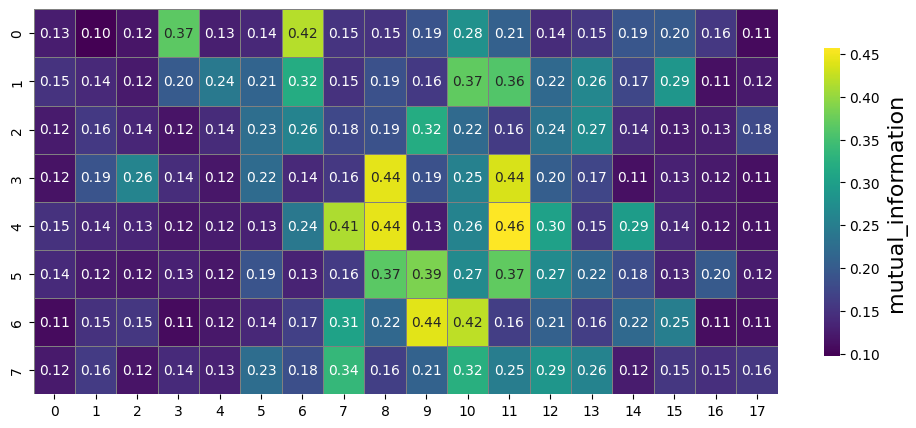 0 0.13 0.10 0.12 0.37 0.13 0.14 0.42 0.15 0.15 0.19 0.28 0.21 0.14 0.15 0.19 0.20 0.16 0.11
1 0.15 0.14 0.12 0.20 0.24 0.21 0.32 0.15 0.19 0.16 0.37 0.36 0.22 0.26 0.17 0.29 0.11 0.12
2 0.12 0.16 0.14 0.12 0.14 0.23 0.26 0.18 0.19 0.32 0.22 0.16 0.24 0.27 0.14 0.13 0.13 0.18
3 0.12 0.19 0.26 0.14 0.12 0.22 0.14 0.16 0.44 0.19 0.25 0.44 0.20 0.17 0.11 0.13 0.12 0.11
4 0.15 0.14 0.13 0.12 0.12 0.13 0.24 0.41 0.44 0.13 0.26 0.46 0.30 0.15 0.29 0.14 0.12 0.11
5 0.14 0.12 0.12 0.13 0.12 0.19 0.13 0.16 0.37 0.39 0.27 0.37 0.27 0.22 0.18 0.13 0.20 0.12
6 0.11 0.15 0.15 0.11 0.12 0.14 0.17 0.31 0.22 0.44 0.42 0.16 0.21 0.16 0.22 0.25 0.11 0.11
7 0.12 0.16 0.12 0.14 0.13 0.23 0.18 0.34 0.16 0.21 0.32 0.25 0.29 0.26 0.12 0.15 0.15 0.16
0 1 2 3 4 5 6 7 8 9 10 11 12 13 14 15 16 17
0.45
0.40
0.35
0.30
0.25
0.20
0.15
0.10
mutual_information